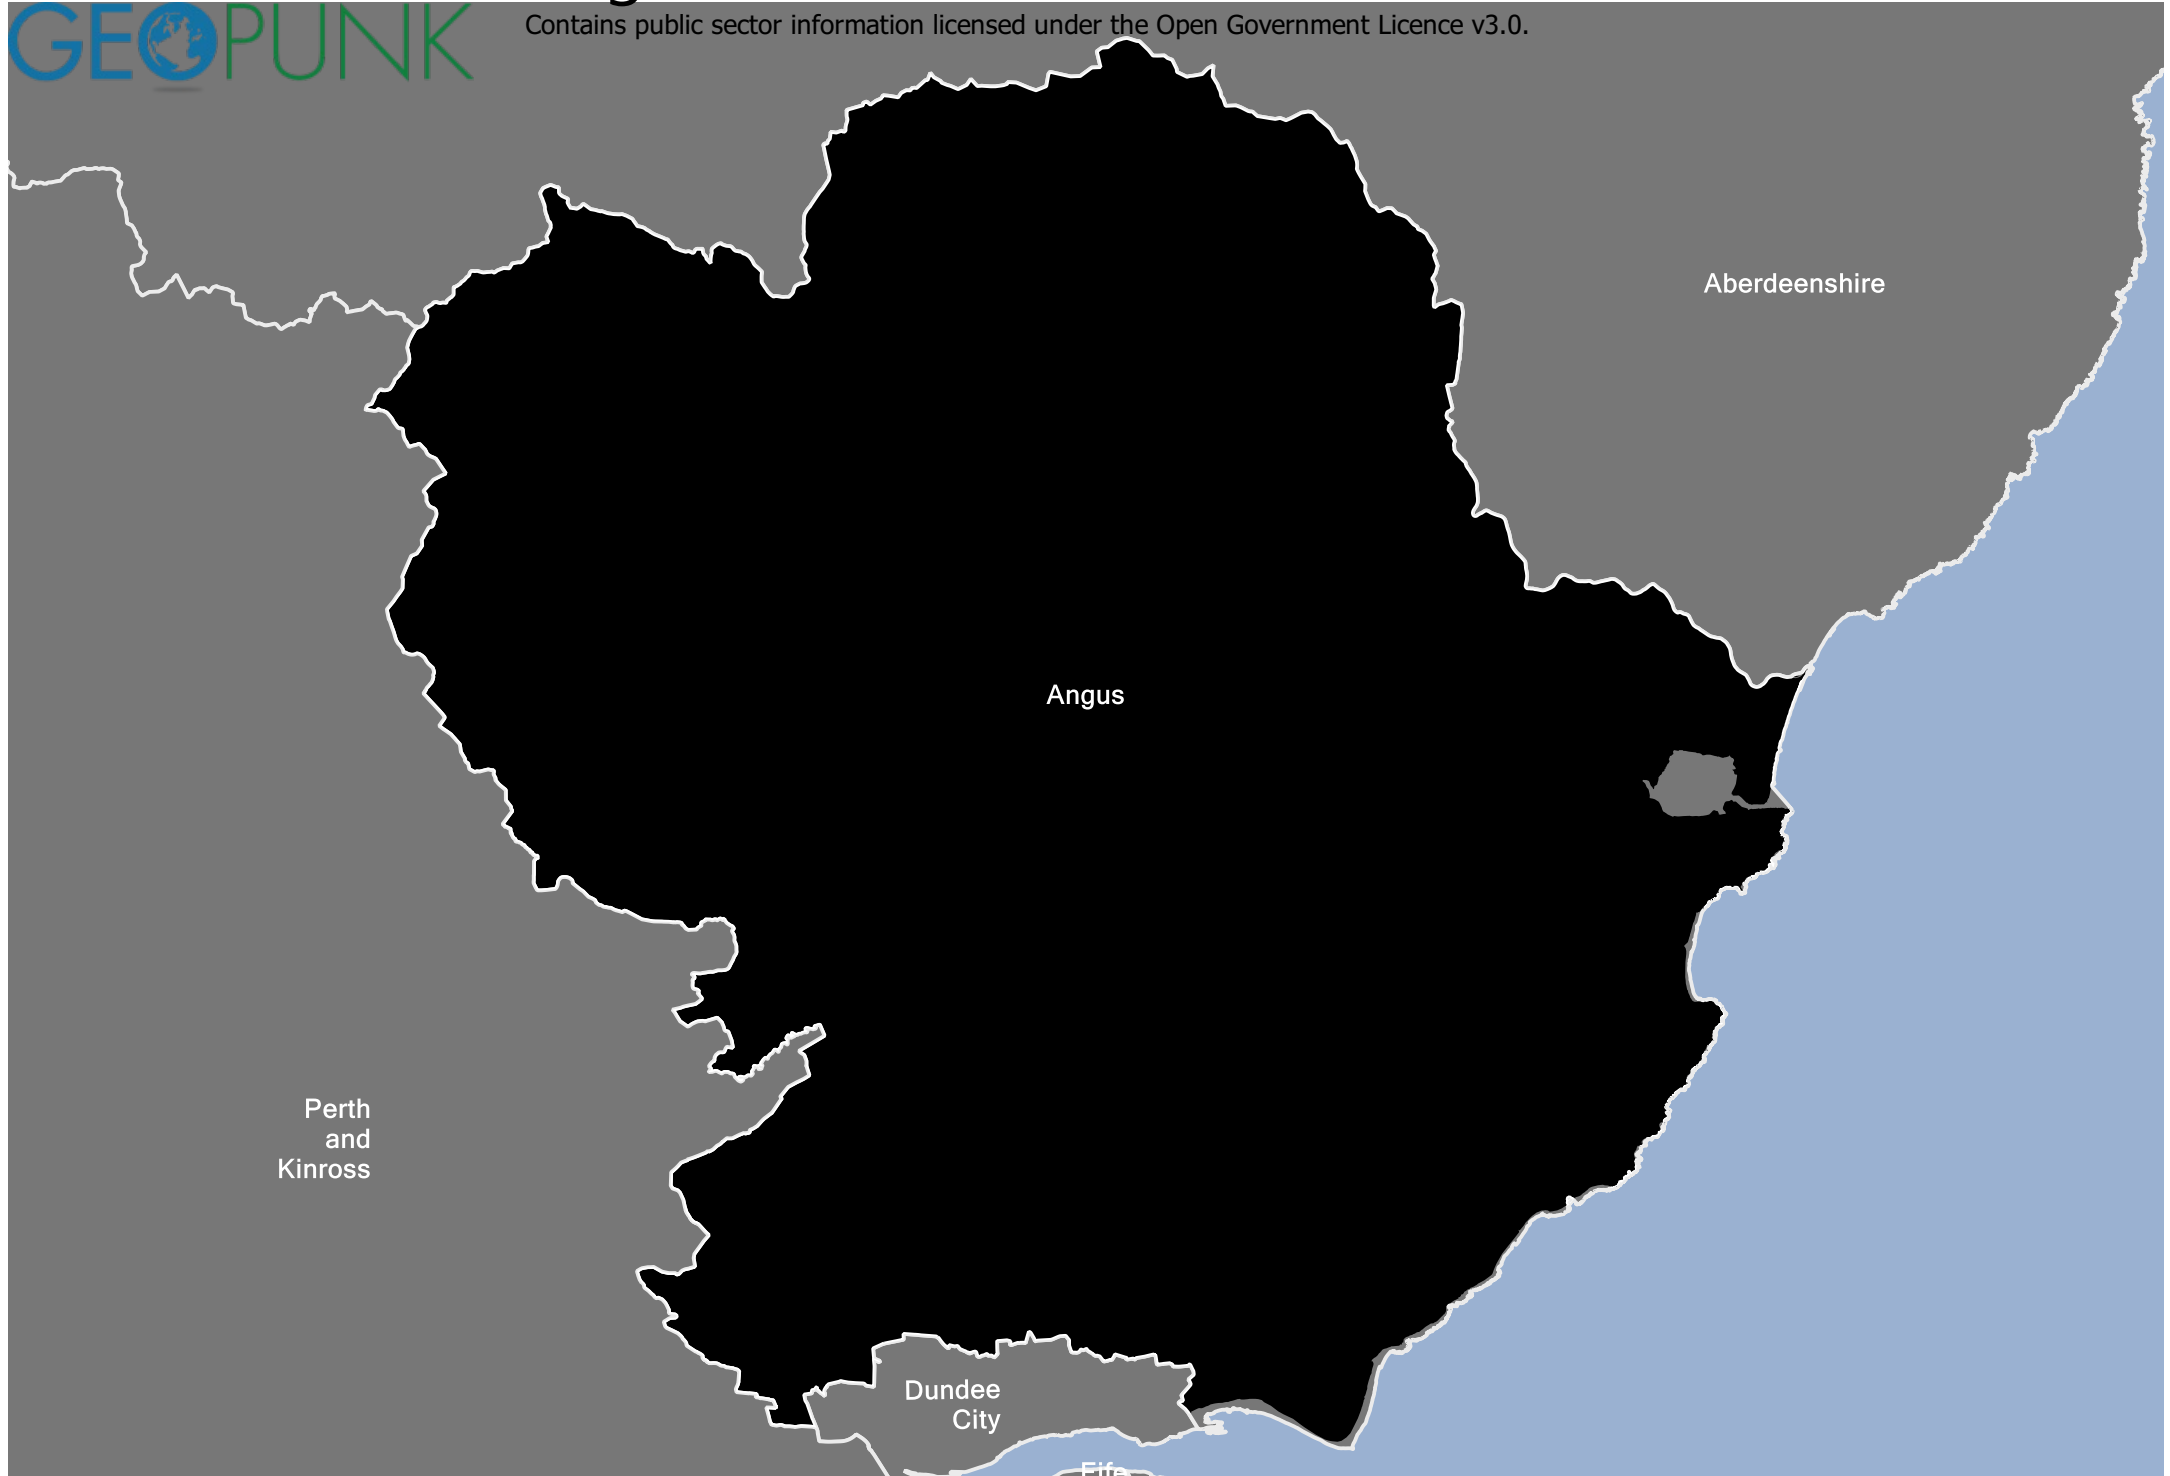 GEOPUNK
Contains public sector information licensed under the Open Government Licence v3.0.
Aberdeenshire
Angus
Perth
and
Kinross
Dundee
City
Fife